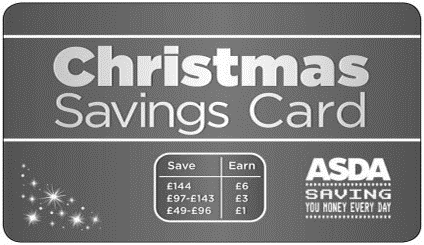 Christmas
Savings Card
Save Earn
£144 £6
£97-£143 £3
£49-£96 £1
ASDA
SAVING
YOU MONEY EVERY DAY